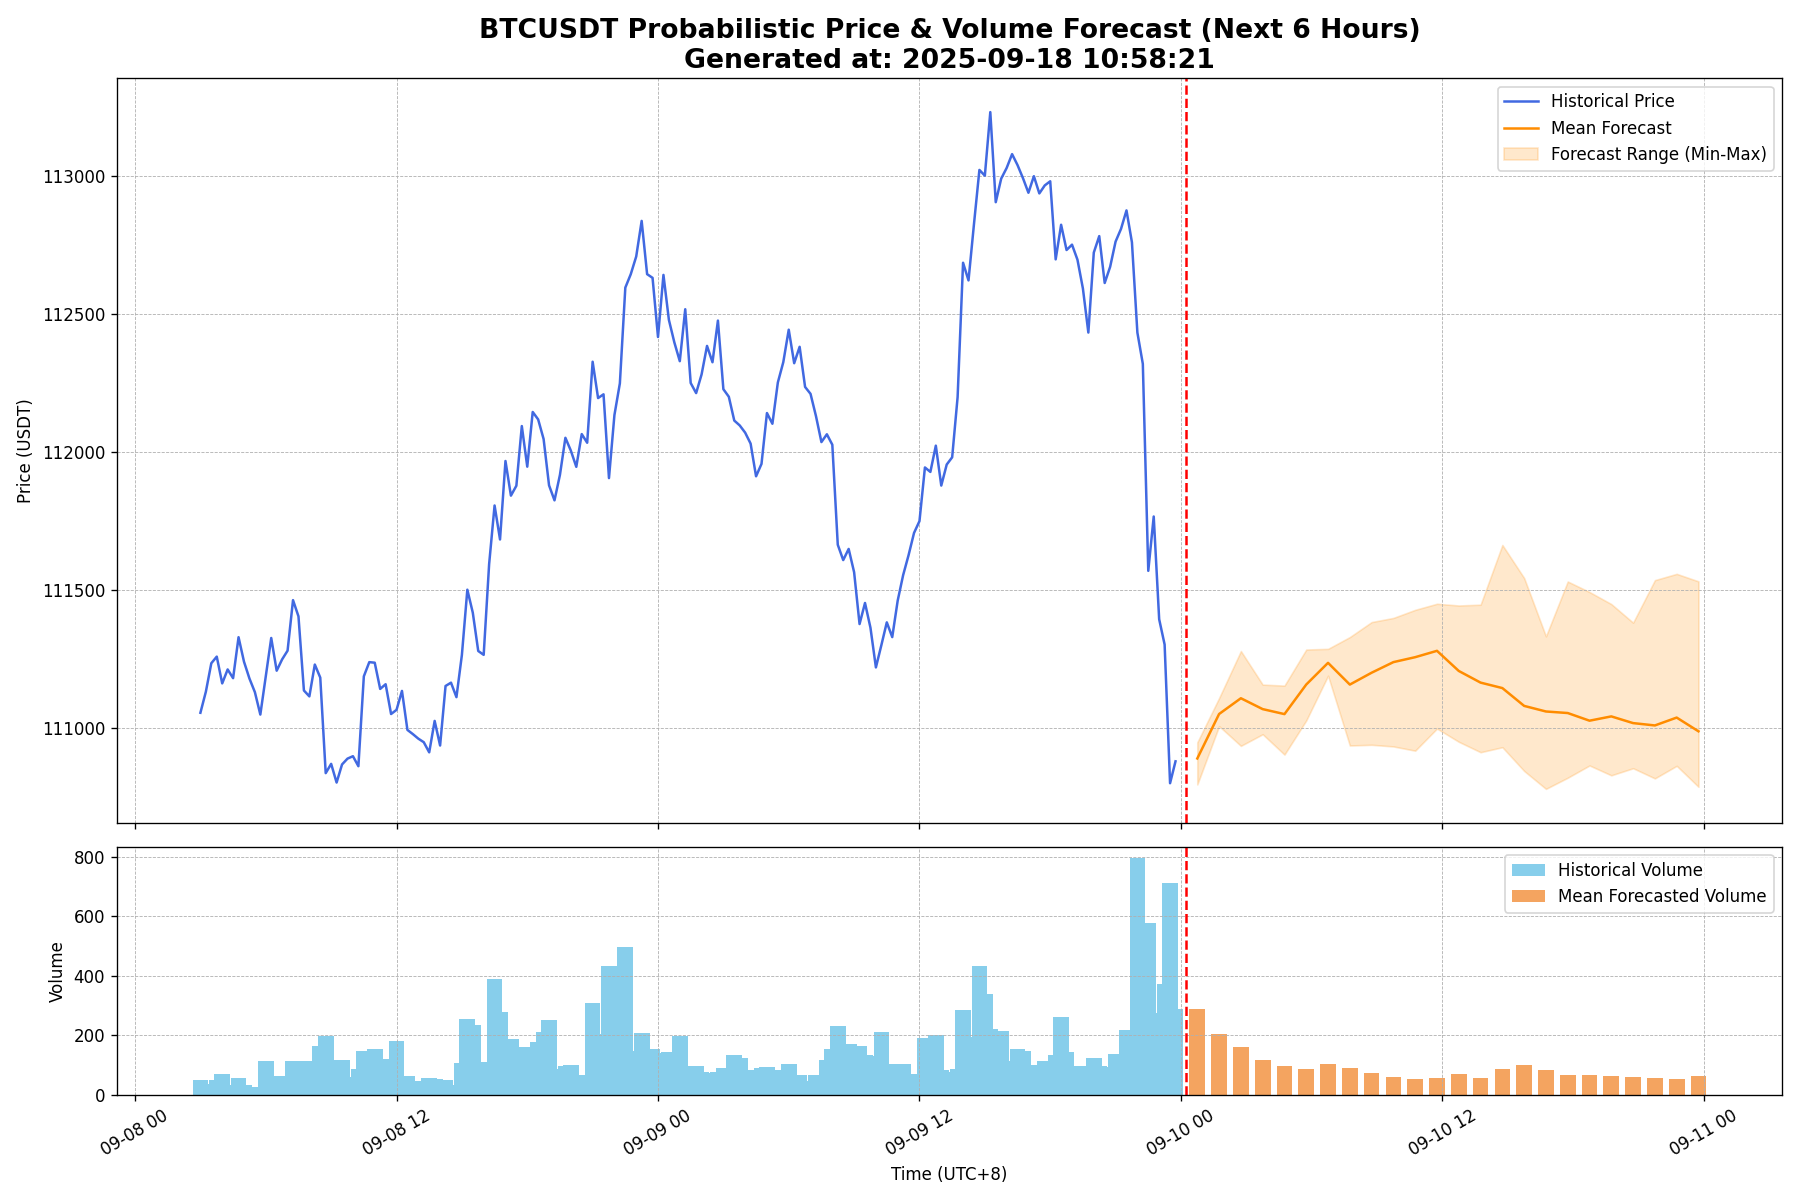 BTCUSDT Probabilistic Price & Volume Forecast (Next 6 Hours)
Generated at: 2025-09-18 10:58:21
Historical Price
Mean Forecast
Forecast Range (Min-Max)
113000
112500
112000
111500
111000
Price (USDT)
Historical Volume
Mean Forecasted Volume
800
600
400
200
0
Volume
09-08 00
09-08 12
09-09 00
09-09 12
09-10 00
09-10 12
09-11 00
Time (UTC+8)